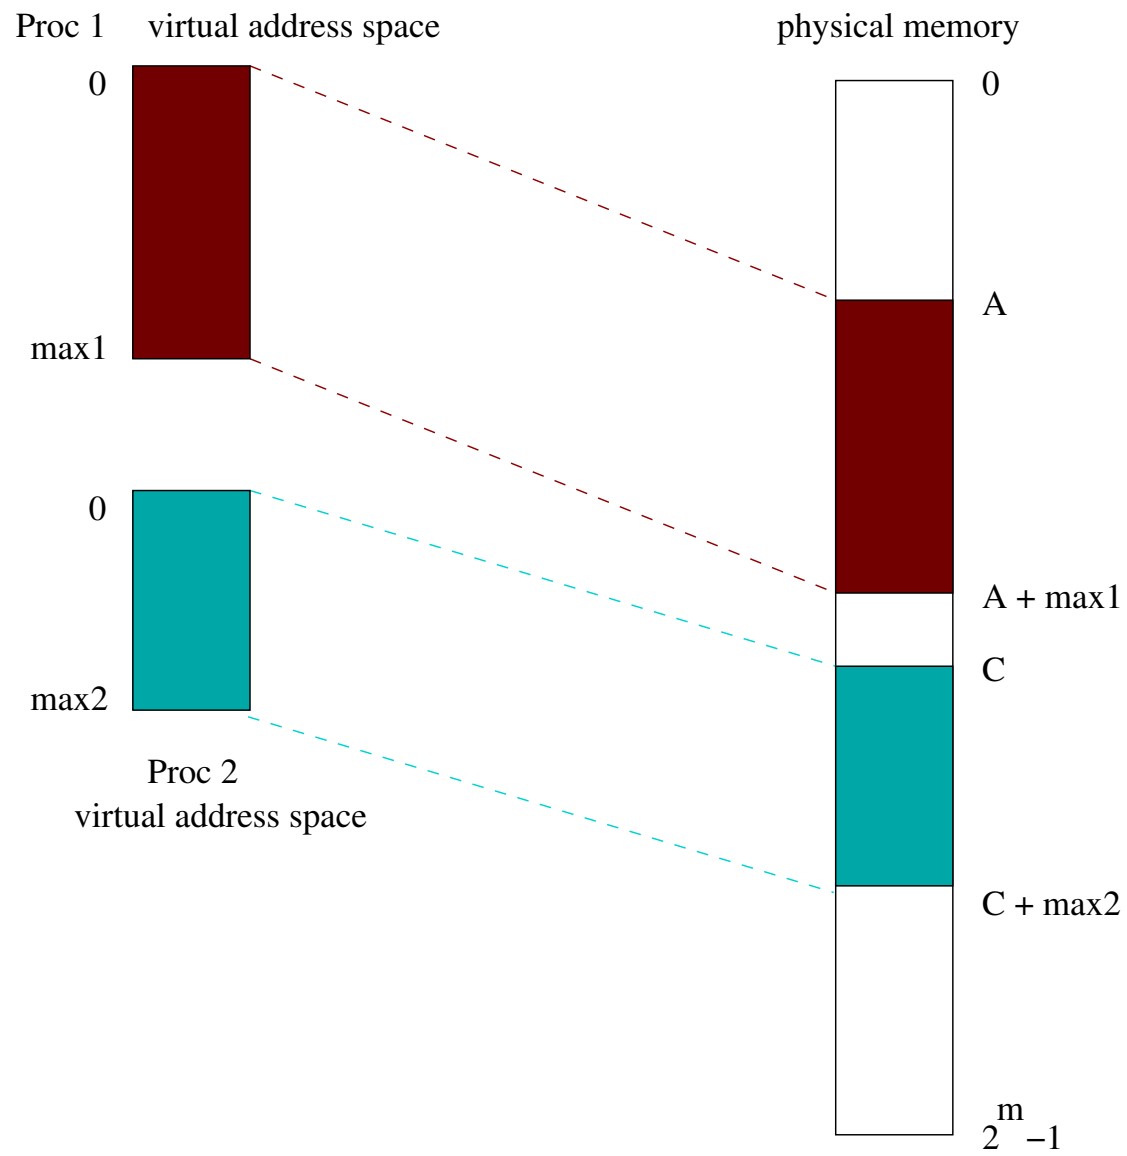 Proc 1 virtual address space
physical memory
0
0
A
max1
0
A + max1
C
max2
Proc 2
virtual address space
C + max2
2^m −1